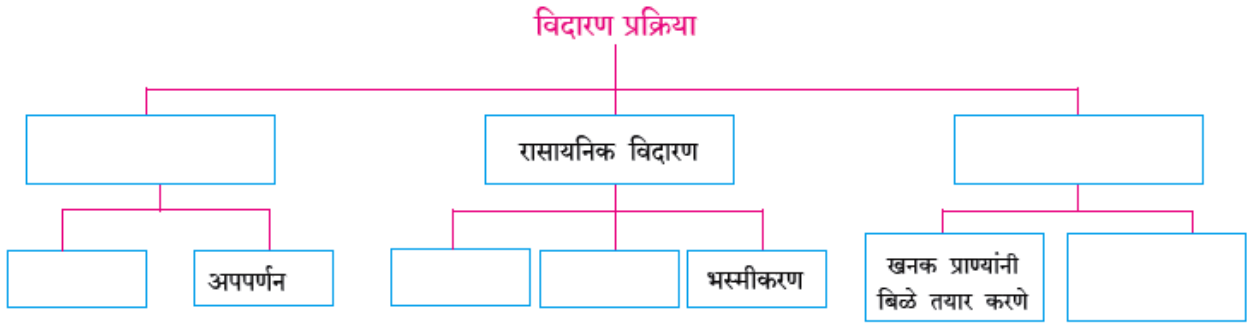 विदारण प्रक्रिया
रासायनिक विदारण
अपपर्णन
भस्मीकरण
खनक प्राण्यांनी
बिळे तयार करणे